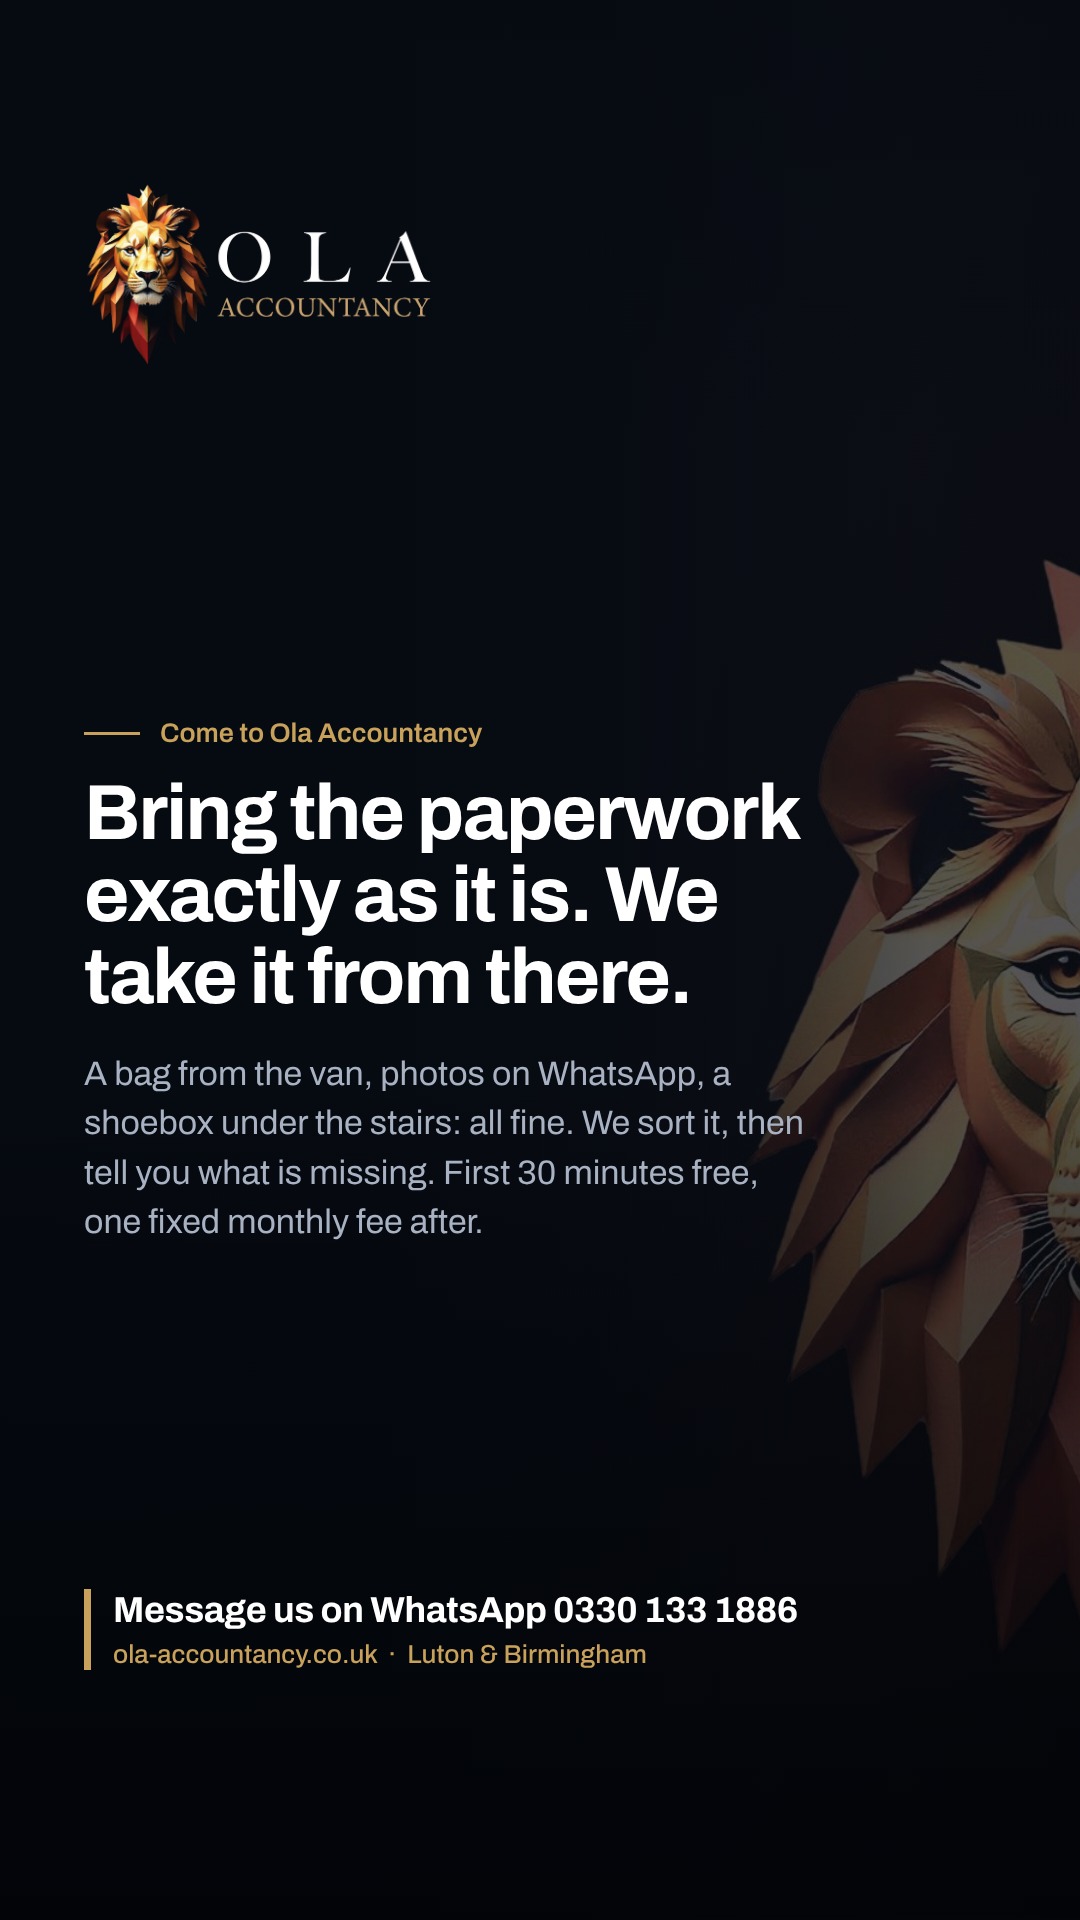 OLA
ACCOUNTANCY
Come to Ola Accountancy
Bring the paperwork
exactly as it is. We
take it from there.
A bag from the van, photos on WhatsApp, a
shoebox under the stairs: all fine. We sort it, then
tell you what is missing. First 30 minutes free,
one fixed monthly fee after.
Message us on WhatsApp 0330 133 1886
ola-accountancy.co.uk · Luton & Birmingham